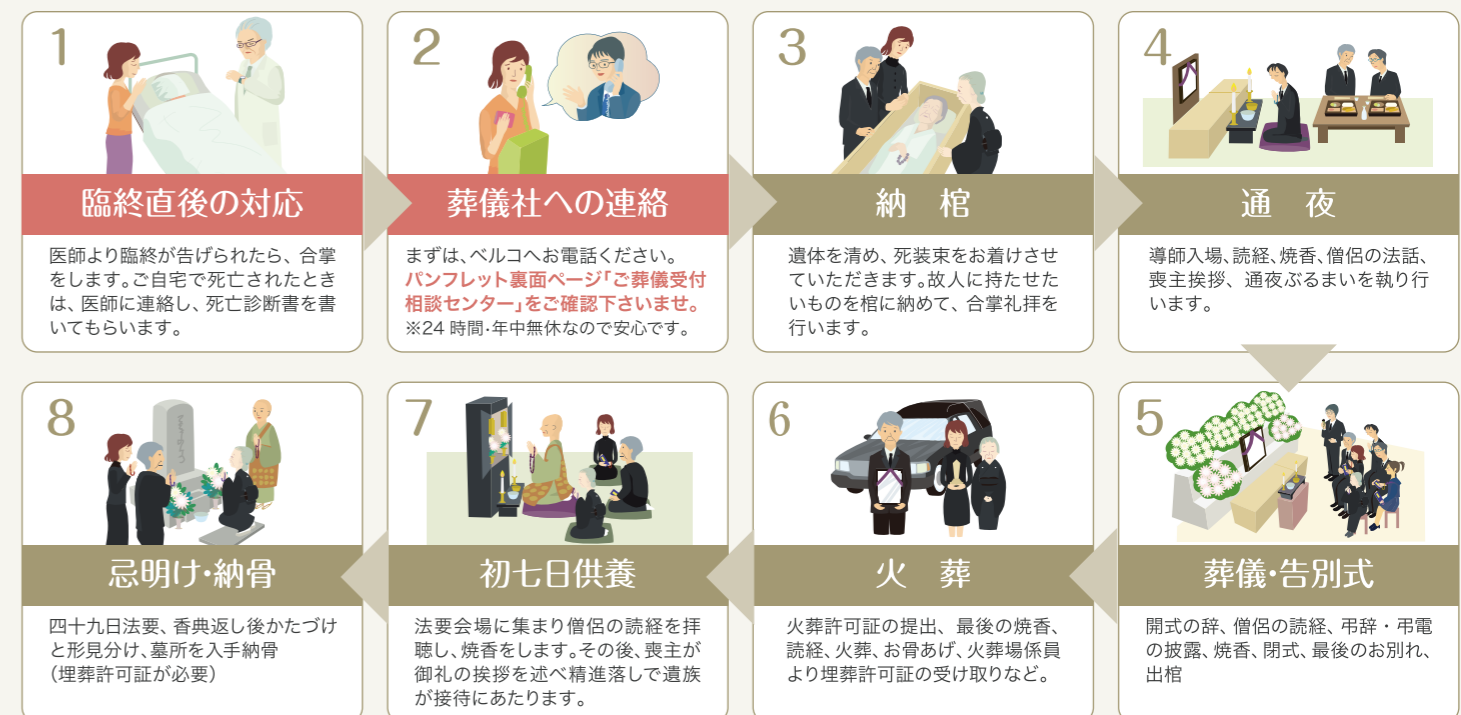 1
臨終直後の対応
医師より臨終が告げられたら、合掌
をします。ご自宅で死亡されたとき
は、医師に連絡し、死亡診断書を書
いてもらいます。
2
葬儀社への連絡
まずは、ベルコへお電話ください。
パンフレット裏面ページ「ご葬儀受付
相談センター」をご確認下さいませ。
※24 時間・年中無休なので安心です。
3
納 棺
遺体を清め、死装束をお着けさせ
ていただきます。故人に持たせた
いものを棺に納めて、合掌礼拝を
行います。
4
通 夜
導師入場、読経、焼香、僧侶の法話、
喪主挨拶、通夜ぶるまいを執り行
います。
5
葬儀・告別式
開式の辞、僧侶の読経、弔辞・弔電
の披露、焼香、閉式、最後のお別れ、
出棺
6
火 葬
火葬許可証の提出、最後の焼香、
読経、火葬、お骨あげ、火葬場係員
より埋葬許可証の受け取りなど。
7
初七日供養
法要会場に集まり僧侶の読経を拝
聴し、焼香をします。その後、喪主が
御礼の挨拶を述べ精進落しで遺族
が接待にあたります。
8
忌明け・納骨
四十九日法要、香典返し後かたづけ
と形見分け、墓所を入手納骨
（埋葬許可証が必要）